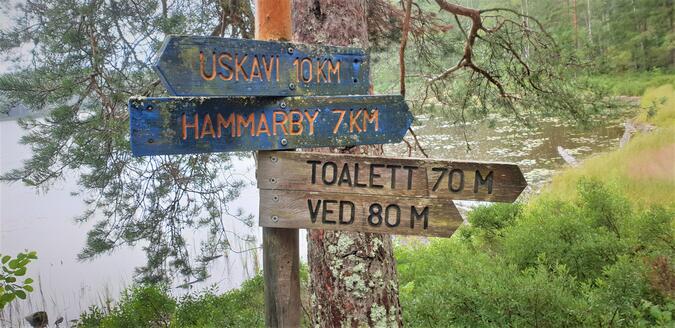 USKAVI 10 KM
HAMMARBY 7 KM
TOALETT 70 M
VED 80 M